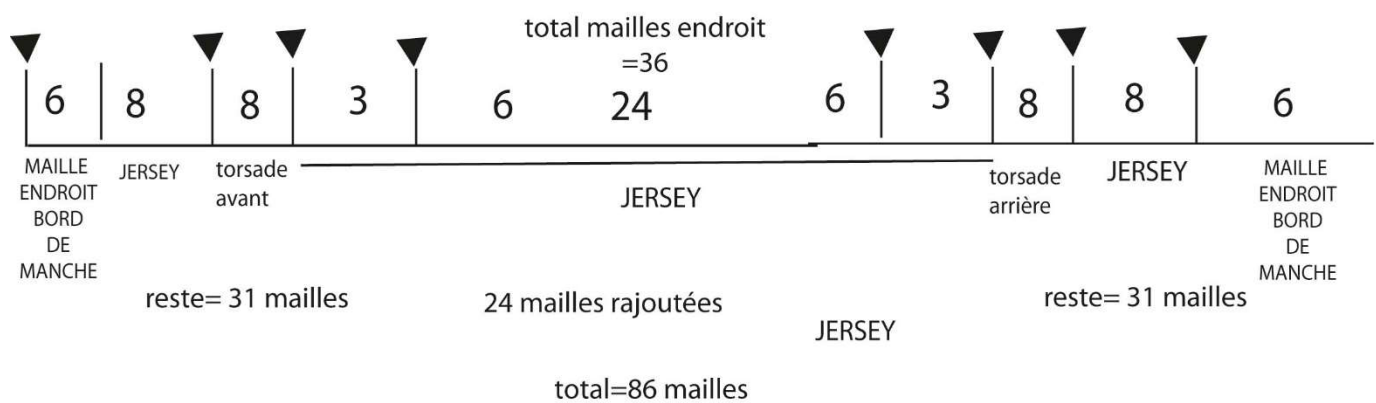 total mailles endroit
=36
6 8 8 3 6 24 6 3 8 8 6
MAILLE
ENDROIT
BORD
DE
MANCHE
JERSEY
torsade
avant
JERSEY
torsade
arrière
JERSEY
MAILLE
ENDROIT
BORD
DE
MANCHE
reste= 31 mailles
24 mailles rajoutées
reste= 31 mailles
JERSEY
total=86 mailles